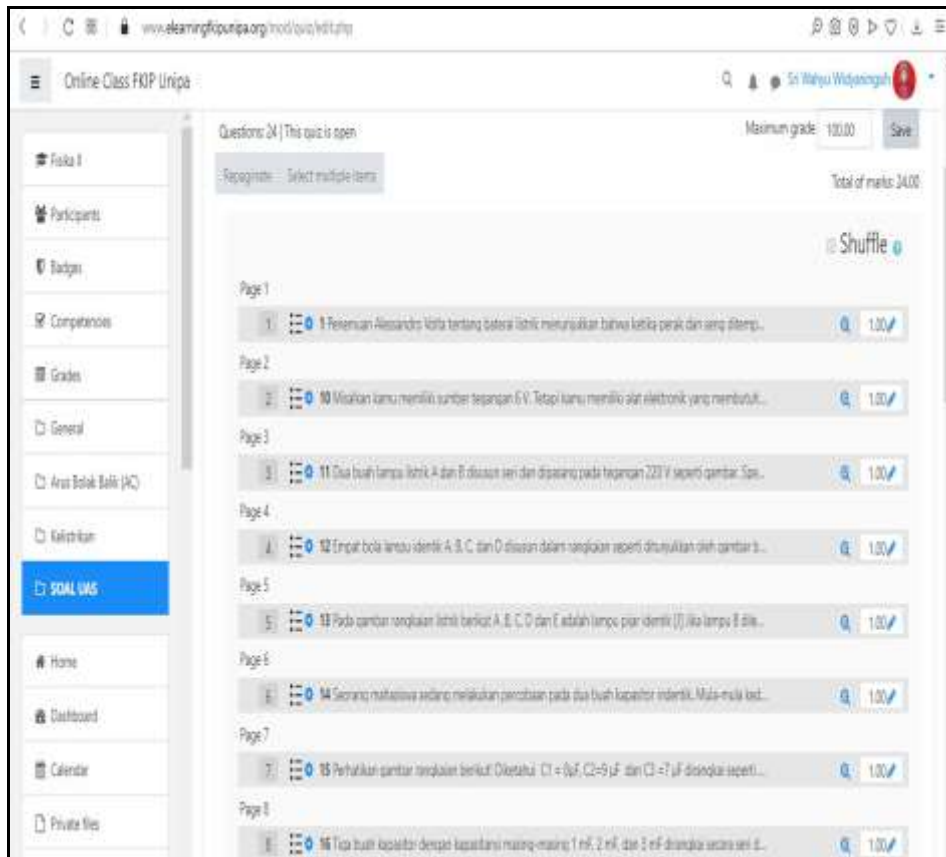 www.elearningfkipunipa.org/mod/quiz/edit.php
Online Class FKIP Unipa
Sri Wahyu Widyaningsih
Fisika II
Participants
Badges
Competencies
Grades
General
Arus Bolak Balik (AC)
Kelistrikan
SOAL UAS
Home
Dashboard
Calendar
Private files
Questions: 24 | This quiz is open
Maximum grade 100.00 Save
Repaginate Select multiple items
Total of marks: 24.00
Shuffle
Page 1
1 1 Penemuan Alessandro Volta tentang baterai listrik menunjukkan bahwa ketika perak dan seng ditemp... 1.00
Page 2
2 10 Misalkan kamu memiliki sumber tegangan 6 V. Tetapi kamu memiliki alat elektronik yang membutuh... 1.00
Page 3
3 11 Dua buah lampu listrik A dan B disusun seri dan dipasang pada tegangan 220 V seperti gambar. Spe... 1.00
Page 4
4 12 Empat bola lampu identik A, B, C, dan D disusun dalam rangkaian seperti ditunjukkan oleh gambar b... 1.00
Page 5
5 13 Pada gambar rangkaian listrik berikut A, B, C, D dan E adalah lampu pijar identik Jika lampu B dile... 1.00
Page 6
6 14 Seorang mahasiswa sedang melakukan percobaan pada dua buah kapasitor indentik. Mula-mula ked... 1.00
Page 7
7 15 Perhatikan gambar rangkaian berikut! Diketahui C1 = C2=9 μF dan C3 =7 μF dirangkai seperti... 1.00
Page 8
8 16 Tiga buah kapasitor dengan kapasitansi masing-masing 1 mF, 2 mF, dan 3 mF dirangkai secara seri d... 1.00